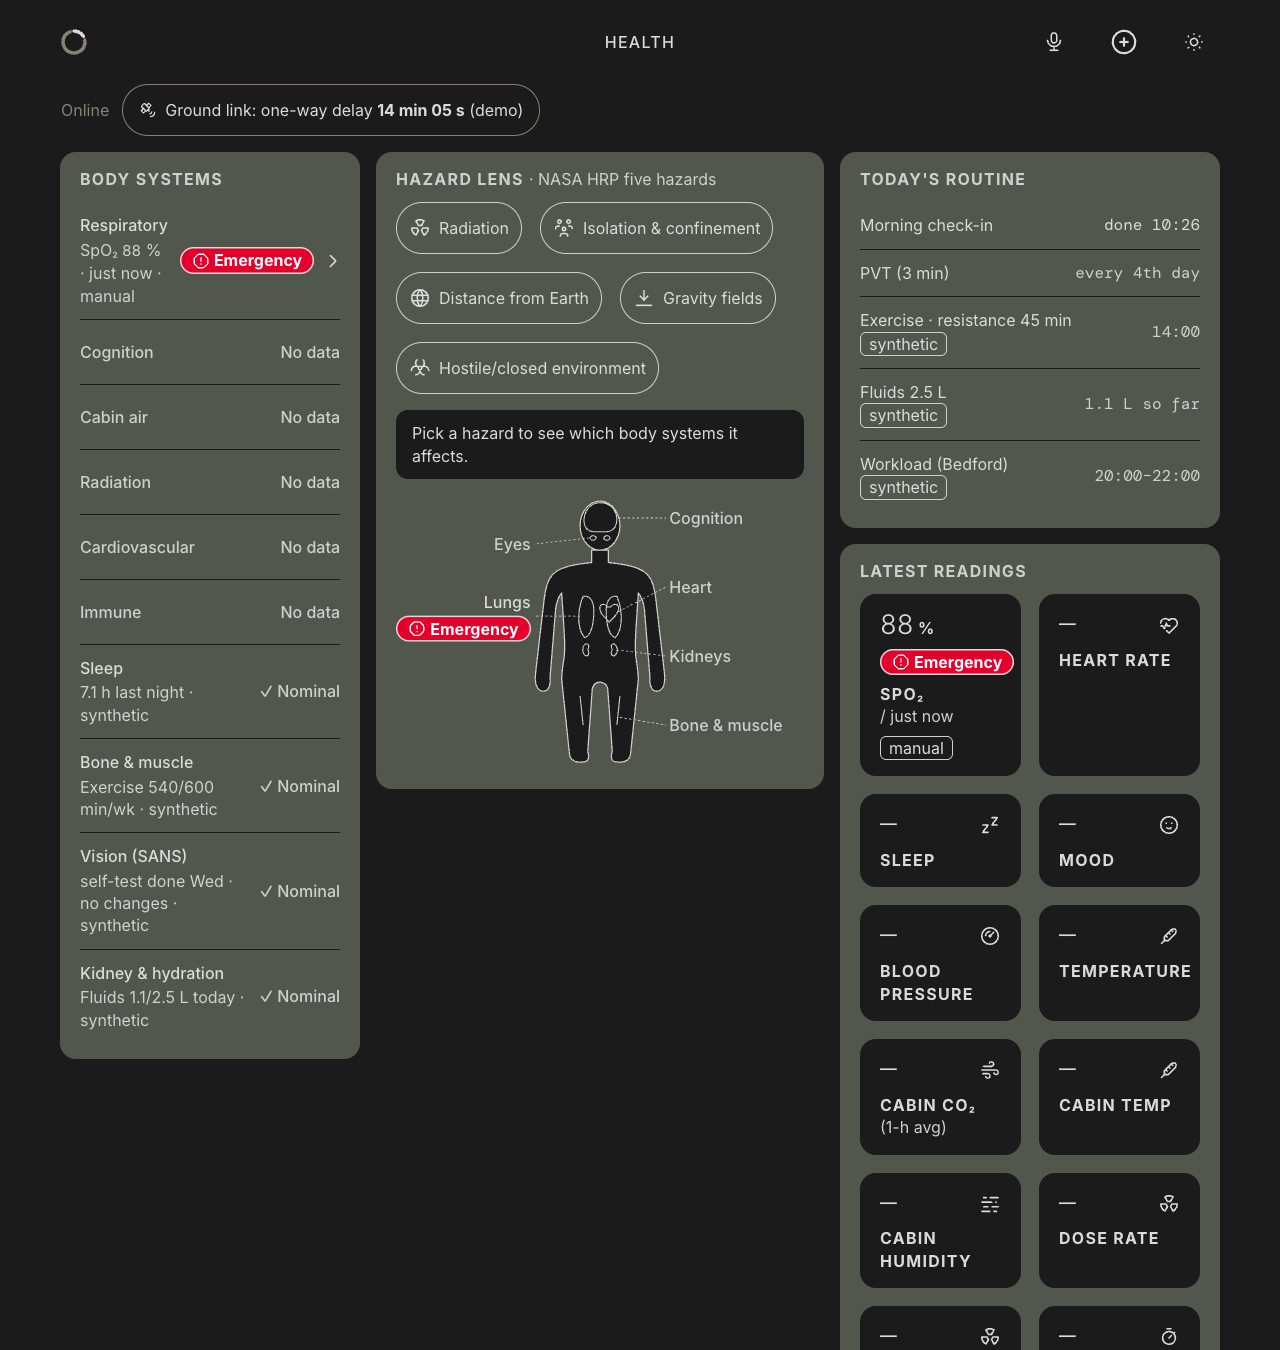 HEALTH
Online
Ground link: one-way delay 14 min 05 s (demo)
BODY SYSTEMS
Respiratory
SpO₂ 88 %
· just now ·
manual
Emergency
Cognition
No data
Cabin air
No data
Radiation
No data
Cardiovascular
No data
Immune
No data
Sleep
7.1 h last night ·
synthetic
Nominal
Bone & muscle
Exercise 540/600
min/wk · synthetic
Nominal
Vision (SANS)
self-test done Wed ·
no changes ·
synthetic
Nominal
Kidney & hydration
Fluids 1.1/2.5 L today ·
synthetic
Nominal
HAZARD LENS · NASA HRP five hazards
Radiation
Isolation & confinement
Distance from Earth
Gravity fields
Hostile/closed environment
Pick a hazard to see which body systems it
affects.
Cognition
Eyes
Heart
Lungs
Emergency
Kidneys
Bone & muscle
TODAY'S ROUTINE
Morning check-in
done 10:26
PVT (3 min)
every 4th day
Exercise · resistance 45 min
synthetic
14:00
Fluids 2.5 L
synthetic
1.1 L so far
Workload (Bedford)
synthetic
20:00–22:00
LATEST READINGS
88 %
Emergency
SPO₂
/ just now
manual
—
HEART RATE
—
SLEEP
—
MOOD
—
BLOOD
PRESSURE
—
TEMPERATURE
—
CABIN CO₂
(1-h avg)
—
CABIN TEMP
—
CABIN
HUMIDITY
—
DOSE RATE
—
—